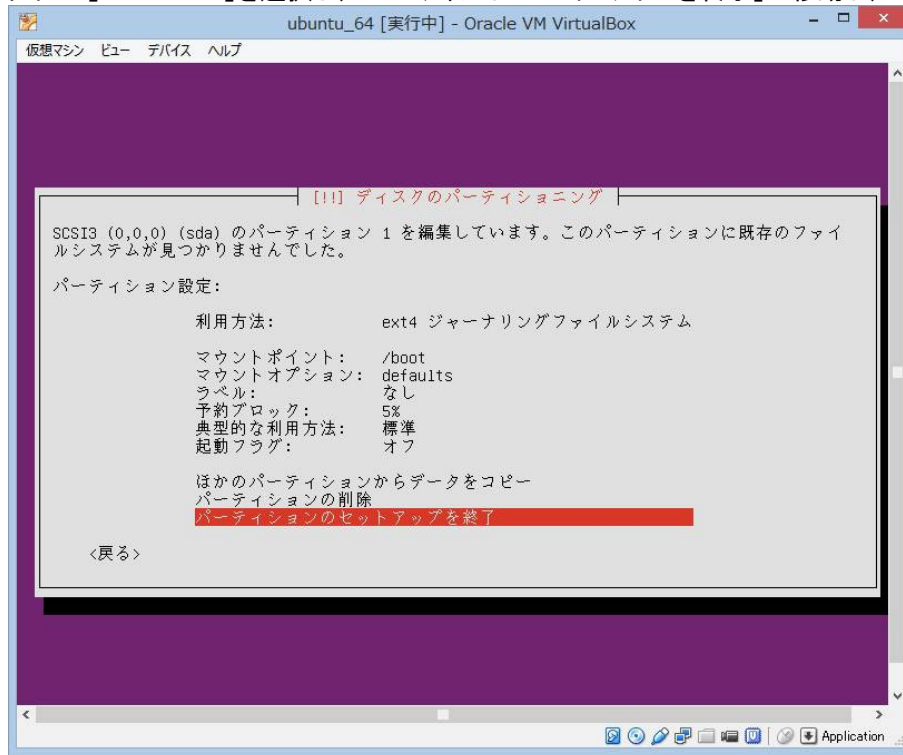 ubuntu_64 [実行中] - Oracle VM VirtualBox
仮想マシン ビュー デバイス ヘルプ
[!!] ディスクのパーティショニング
SCSI3 (0,0,0) (sda) のパーティション 1 を編集しています。このパーティションに既存のファイ
ルシステムが見つかりませんでした。
パーティション設定:
利用方法: ext4 ジャーナリングファイルシステム
マウントポイント: /boot
マウントオプション: defaults
ラベル: なし
予約ブロック: 5%
典型的な利用方法: 標準
起動フラグ: オフ
ほかのパーティションからデータをコピー
パーティションの削除
パーティションのセットアップを終了
<戻る>
Application